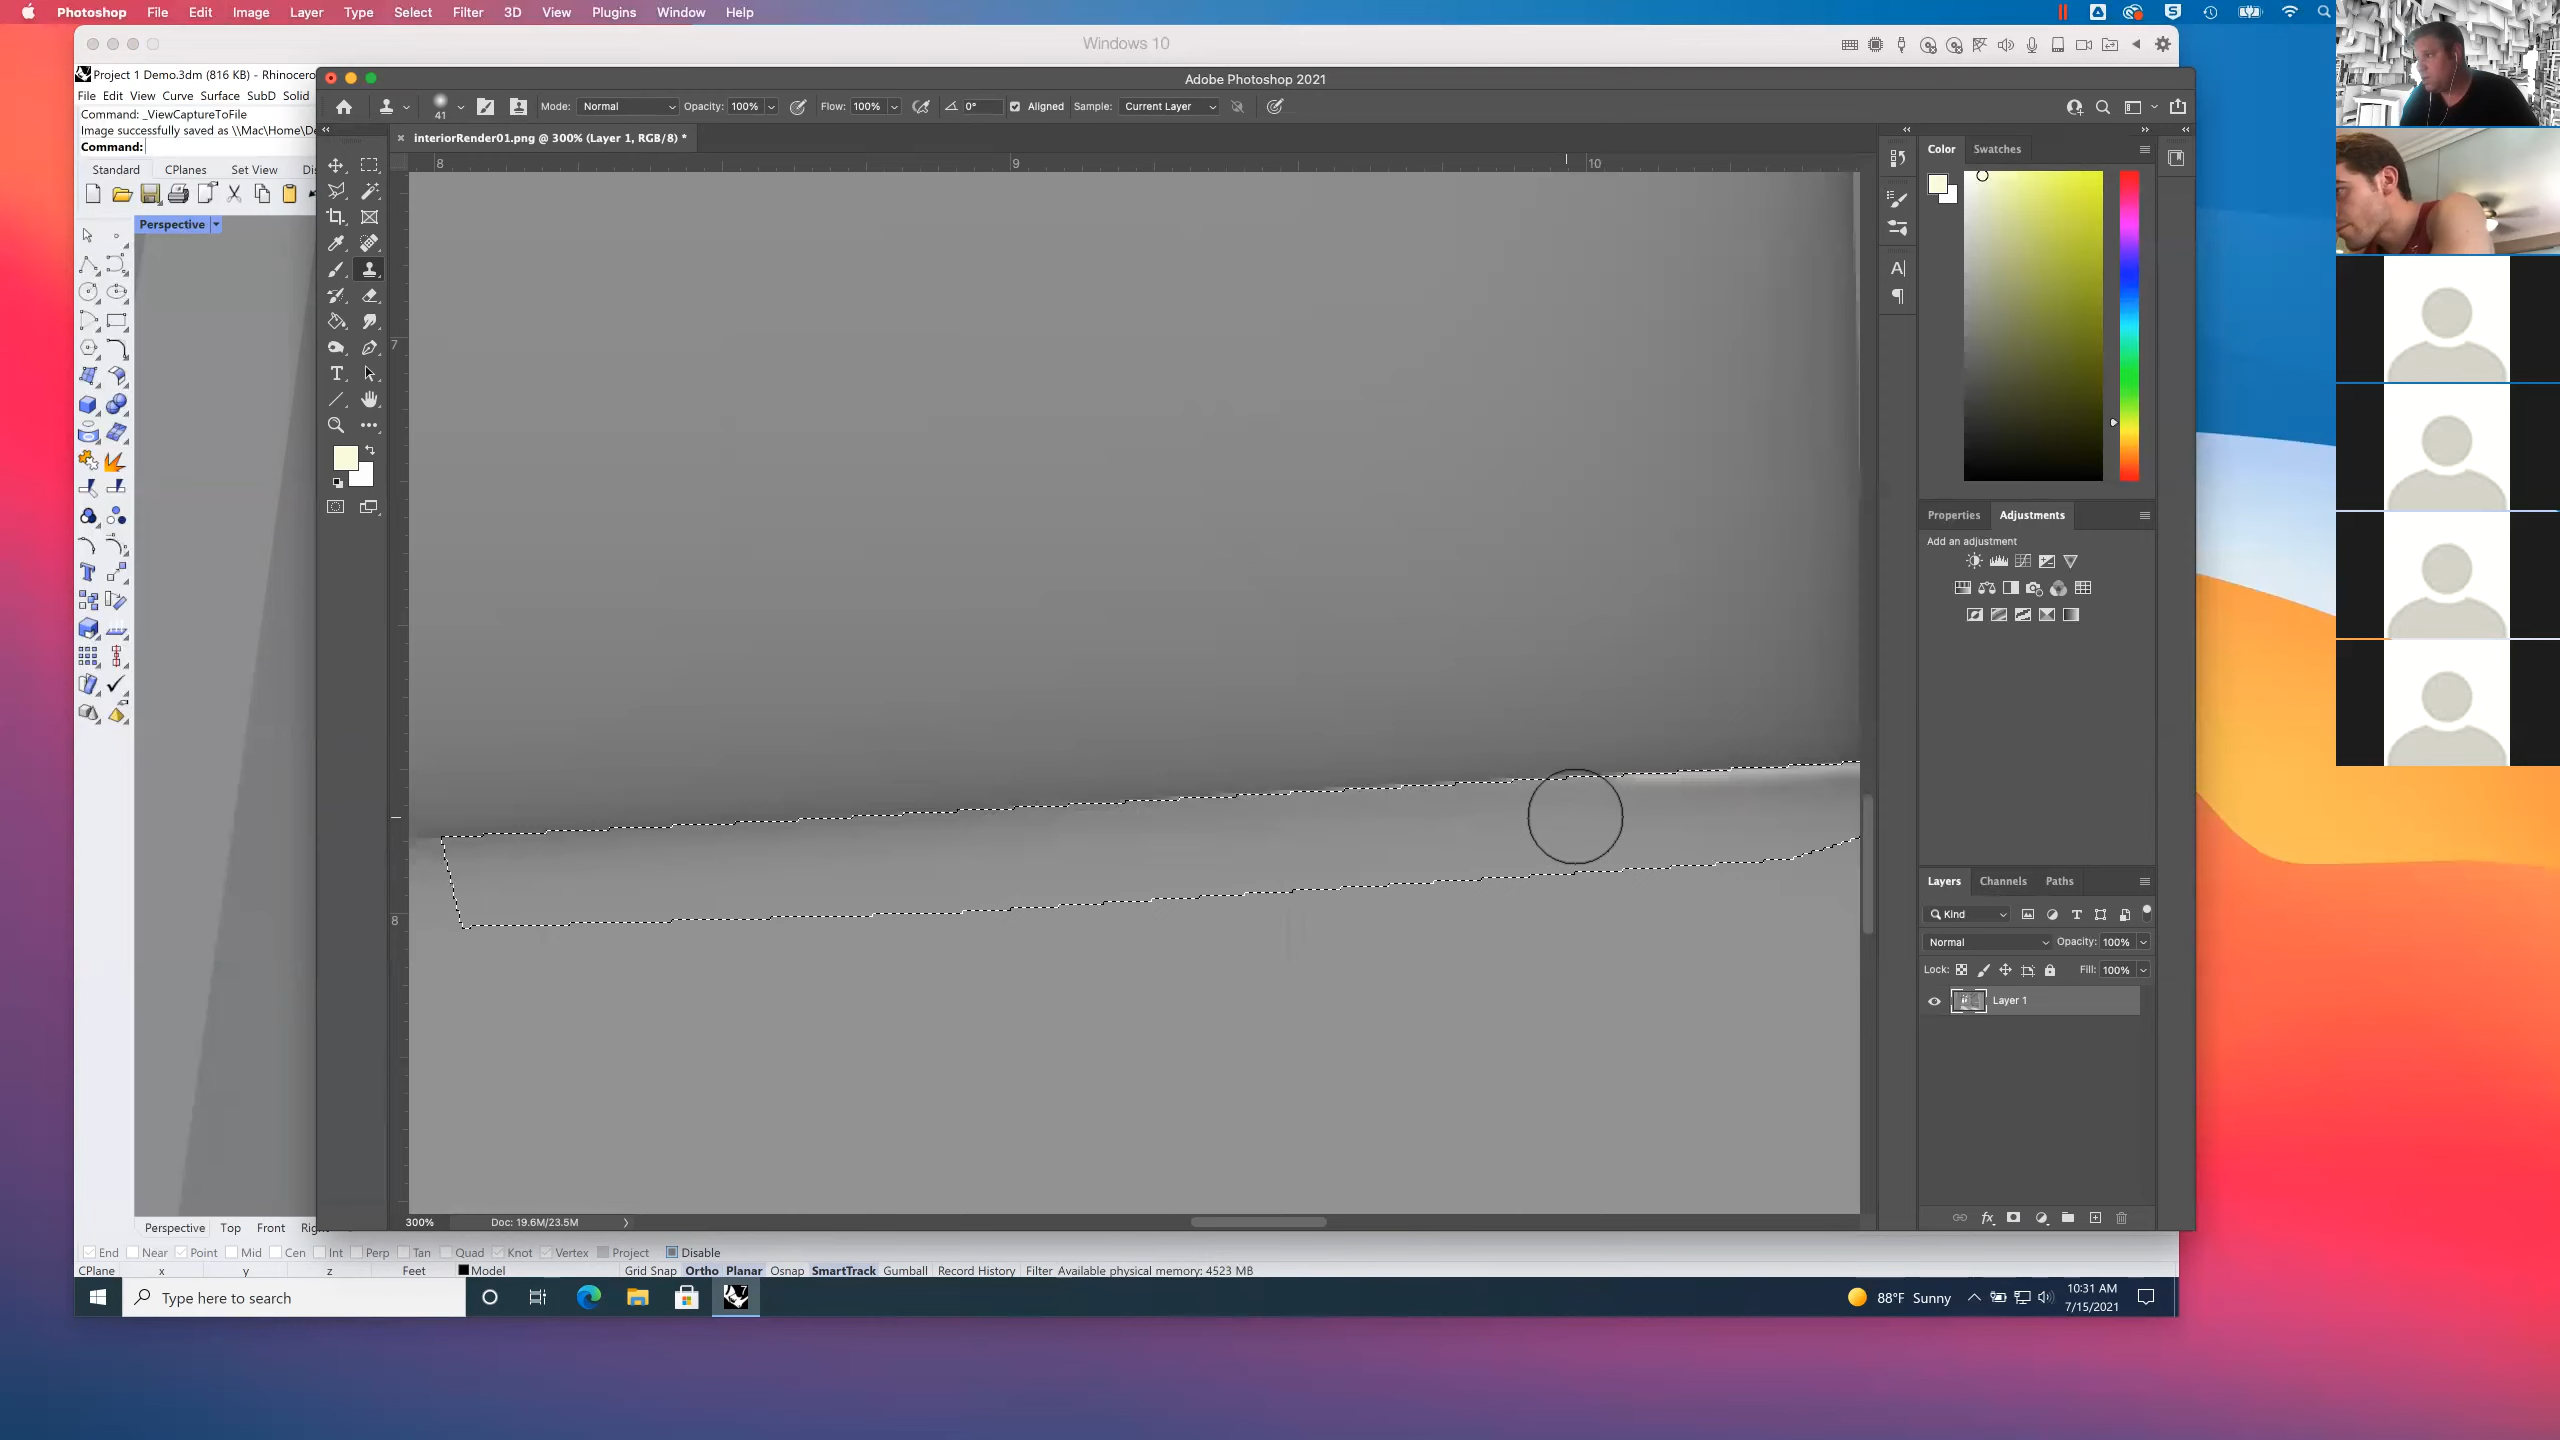 Photoshop File Edit Image Layer Type Select Filter 3D View Plugins Window Help
Windows 10
Project 1 Demo.3dm (816 KB) - Rhinocero
File Edit View Curve Surface SubD Solid
Command: _ViewCaptureToFile
Image successfully saved as \\Mac\Home\De
Command:
Standard CPlanes Set View Dis
Perspective
Adobe Photoshop 2021
41 Mode: Normal Opacity: 100% Flow: 100% 0° Aligned Sample: Current Layer
interiorRender01.png @ 300% (Layer 1, RGB/8) *
8 9 10
7
8
Color Swatches
Properties Adjustments
Add an adjustment
Layers Channels Paths
Kind
Normal Opacity: 100%
Lock: Fill: 100%
Layer 1
300% Doc: 19.6M/23.5M
Perspective Top Front Righ
End Near Point Mid Cen Int Perp Tan Quad Knot Vertex Project Disable
CPlane x y z Feet Model Grid Snap Ortho Planar Osnap SmartTrack Gumball Record History Filter Available physical memory: 4523 MB
Type here to search
88°F Sunny
10:31 AM
7/15/2021